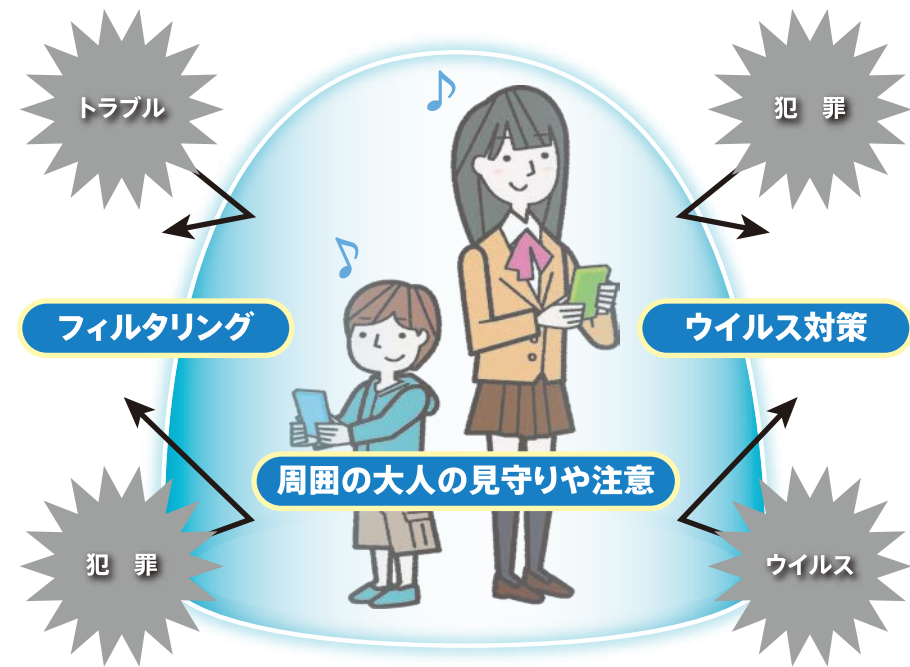 トラブル
犯　罪
フィルタリング
ウイルス対策
周囲の大人の見守りや注意
犯　罪
ウイルス